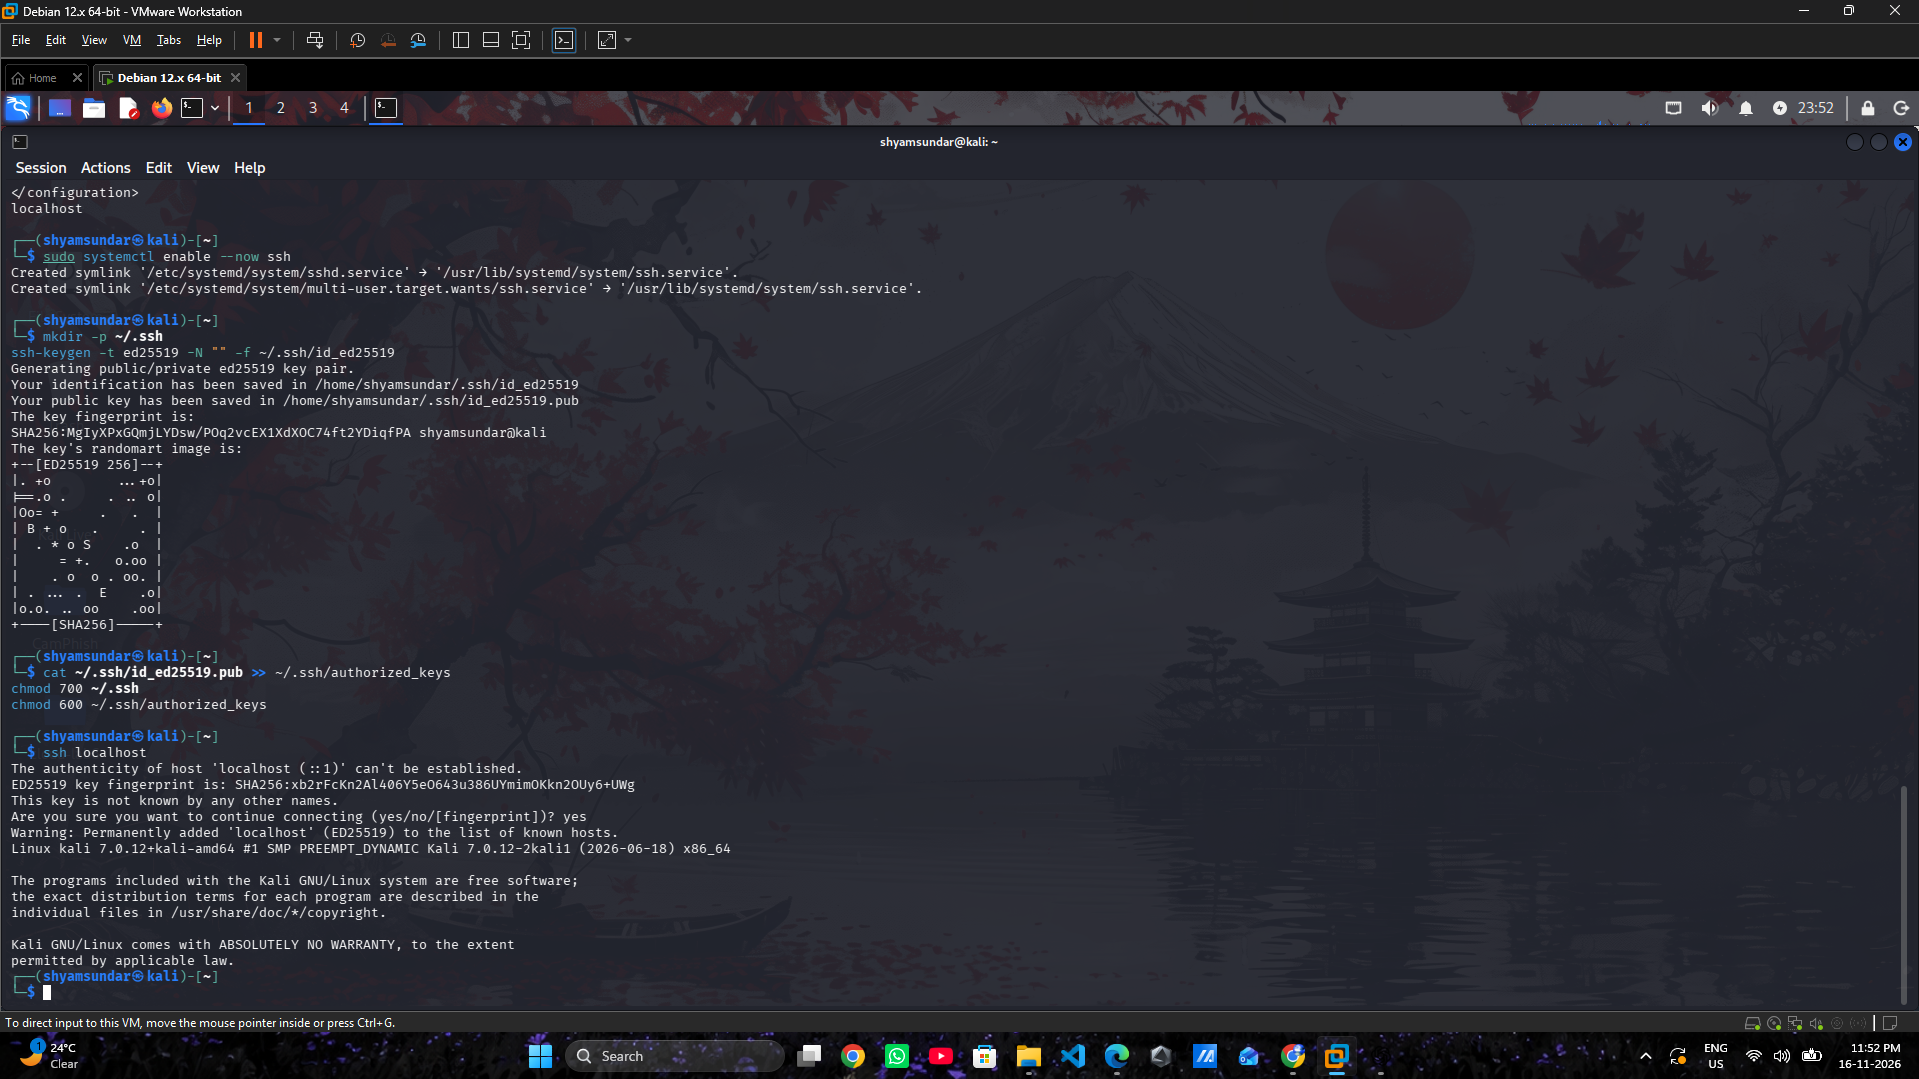 Debian 12.x 64-bit - VMware Workstation
File Edit View VM Tabs Help
Home Debian 12.x 64-bit
1 2 3 4 23:52
shyamsundar@kali: ~
Session Actions Edit View Help
</configuration>
localhost
┌──(shyamsundar㉿kali)-[~]
└─$ sudo systemctl enable --now ssh
Created symlink '/etc/systemd/system/sshd.service' → '/usr/lib/systemd/system/ssh.service'.
Created symlink '/etc/systemd/system/multi-user.target.wants/ssh.service' → '/usr/lib/systemd/system/ssh.service'.
┌──(shyamsundar㉿kali)-[~]
└─$ mkdir -p ~/.ssh
ssh-keygen -t ed25519 -N "" -f ~/.ssh/id_ed25519
Generating public/private ed25519 key pair.
Your identification has been saved in /home/shyamsundar/.ssh/id_ed25519
Your public key has been saved in /home/shyamsundar/.ssh/id_ed25519.pub
The key fingerprint is:
SHA256:MgIyXPxGQmjLYDsw/POq2vcEX1XdXOC74ft2YDiqfPA shyamsundar@kali
The key's randomart image is:
+--[ED25519 256]--+
|. +o         ...+o|
|==.o .     . .. o|
|Oo= +     .   .  |
| B + o   .     . |
|  . * o S    .o  |
|     = +.   o.oo |
|    . o  o . oo. |
| . ... .  E    .o|
|o.o. .. oo    .oo|
+----[SHA256]-----+
┌──(shyamsundar㉿kali)-[~]
└─$ cat ~/.ssh/id_ed25519.pub >> ~/.ssh/authorized_keys
chmod 700 ~/.ssh
chmod 600 ~/.ssh/authorized_keys
┌──(shyamsundar㉿kali)-[~]
└─$ ssh localhost
The authenticity of host 'localhost (::1)' can't be established.
ED25519 key fingerprint is: SHA256:xb2rFcKn2Al406Y5eO643u386UYmimOKkn2OUy6+UWg
This key is not known by any other names.
Are you sure you want to continue connecting (yes/no/[fingerprint])? yes
Warning: Permanently added 'localhost' (ED25519) to the list of known hosts.
Linux kali 7.0.12+kali-amd64 #1 SMP PREEMPT_DYNAMIC Kali 7.0.12-2kali1 (2026-06-18) x86_64
The programs included with the Kali GNU/Linux system are free software;
the exact distribution terms for each program are described in the
individual files in /usr/share/doc/*/copyright.
Kali GNU/Linux comes with ABSOLUTELY NO WARRANTY, to the extent
permitted by applicable law.
┌──(shyamsundar㉿kali)-[~]
└─$
To direct input to this VM, move the mouse pointer inside or press Ctrl+G.
1 24°C
Clear
Search
ENG
US
11:52 PM
16-11-2026